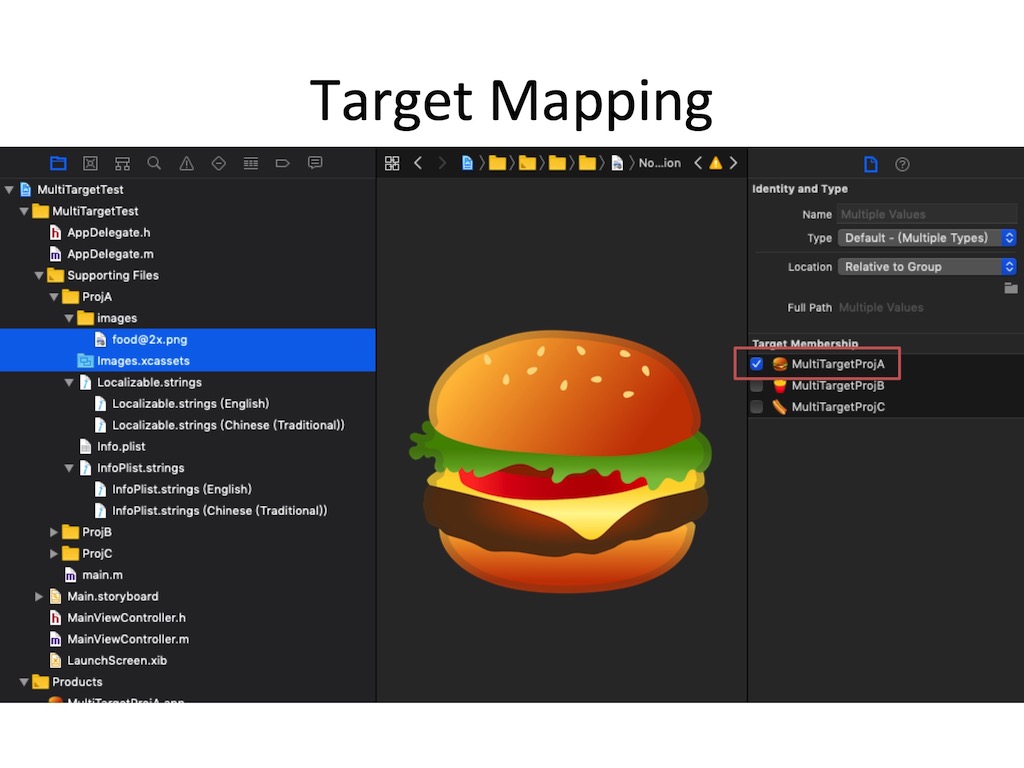 Target Mapping
No...ion
MultiTargetTest
MultiTargetTest
AppDelegate.h
AppDelegate.m
Supporting Files
ProjA
images
food@2x.png
Images.xcassets
Localizable.strings
Localizable.strings (English)
Localizable.strings (Chinese (Traditional))
Info.plist
InfoPlist.strings
InfoPlist.strings (English)
InfoPlist.strings (Chinese (Traditional))
ProjB
ProjC
main.m
Main.storyboard
MainViewController.h
MainViewController.m
LaunchScreen.xib
Products
MultiTargetProjA.app
Identity and Type
Name Multiple Values
Type Default - (Multiple Types)
Location Relative to Group
Full Path Multiple Values
Target Membership
MultiTargetProjA
MultiTargetProjB
MultiTargetProjC